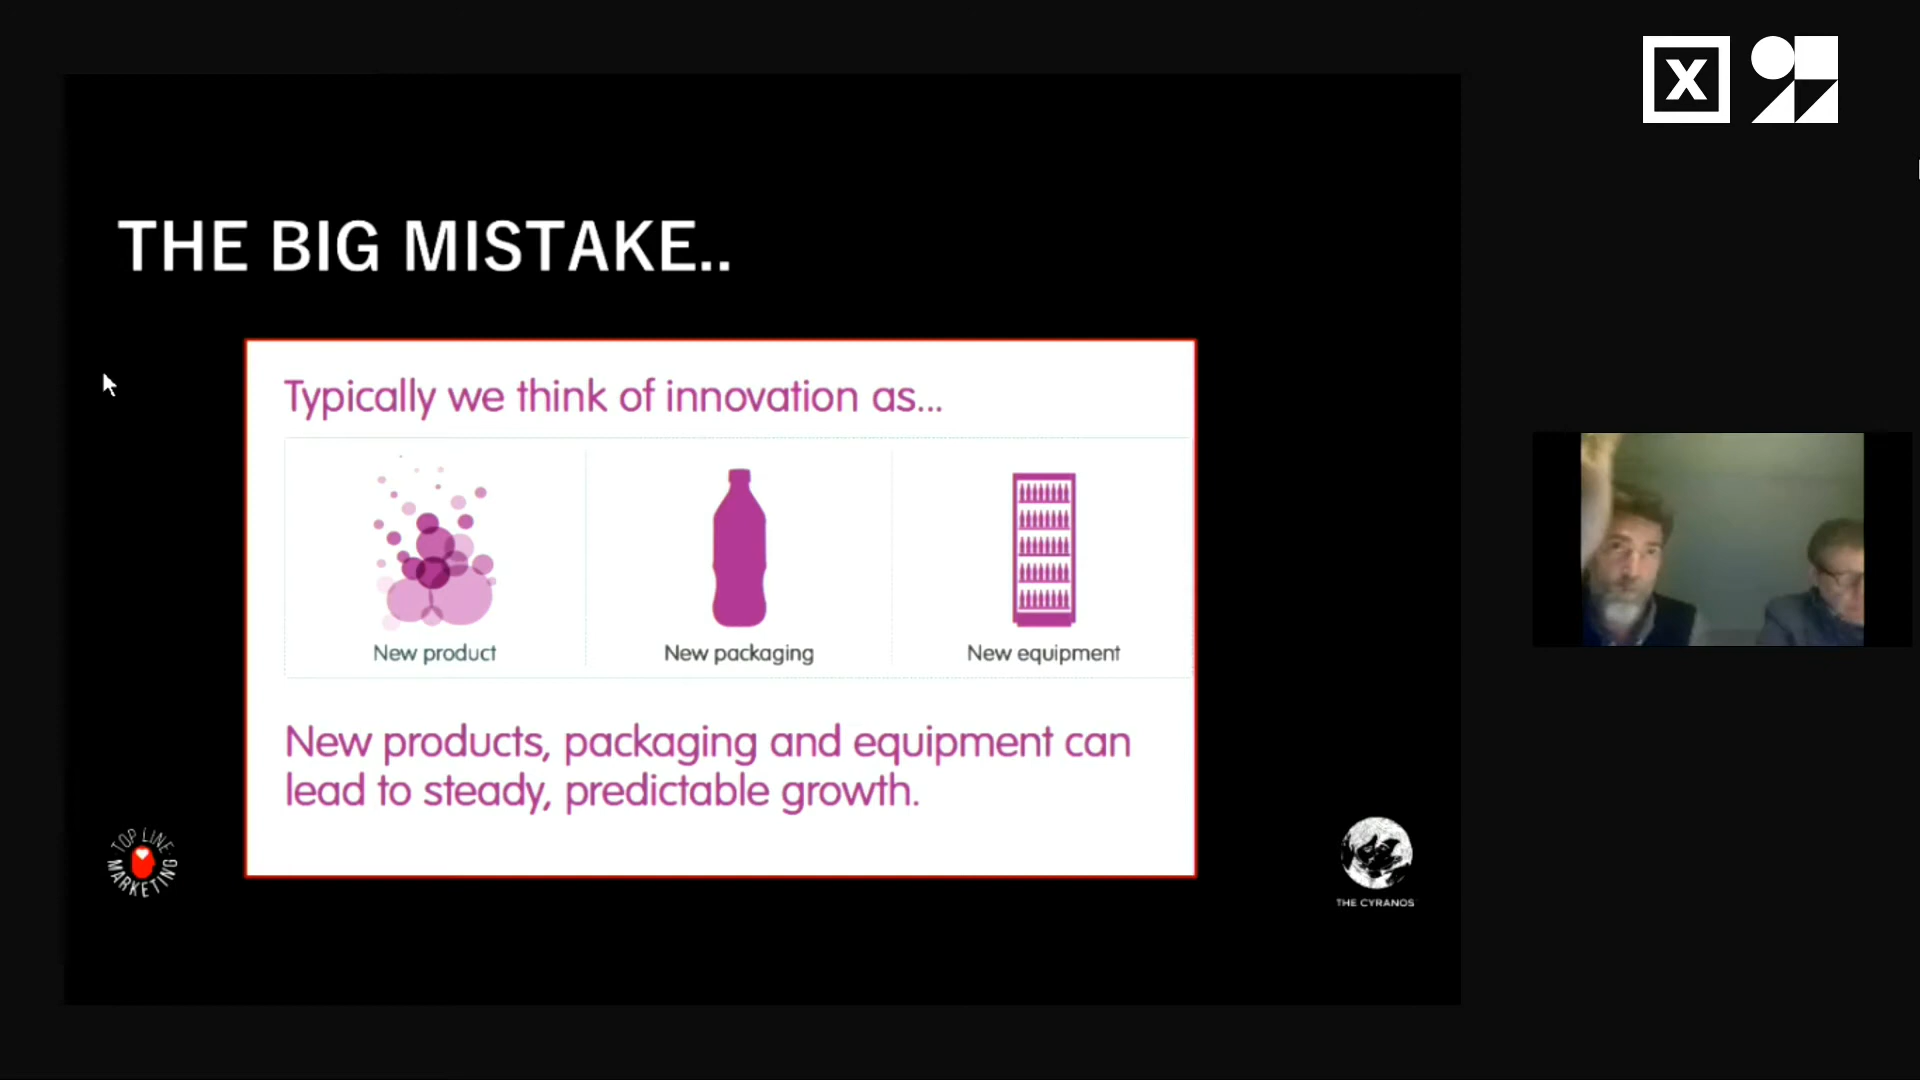 X
THE BIG MISTAKE..
Typically we think of innovation as...
New product
New packaging
New equipment
New products, packaging and equipment can
lead to steady, predictable growth.
TOP LINE
MARKETING
THE CYRANOS